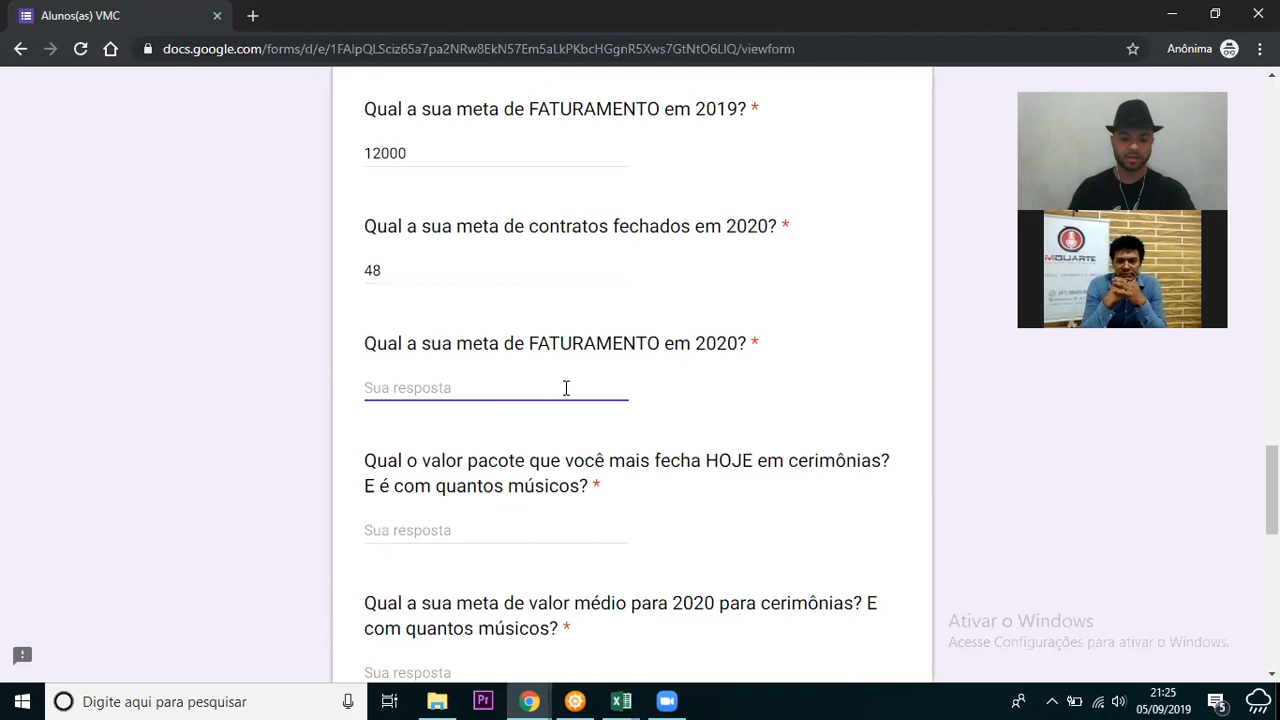 Alunos(as) VMC
docs.google.com/forms/d/e/1FAIpQLSciz65a7pa2NRw8EkN57Em5aLkPKbcHGgnR5Xws7GtNtO6LIQ/viewform
Anônima
Qual a sua meta de FATURAMENTO em 2019? *
12000
Qual a sua meta de contratos fechados em 2020? *
48
Qual a sua meta de FATURAMENTO em 2020? *
Sua resposta
Qual o valor pacote que você mais fecha HOJE em cerimônias?
E é com quantos músicos? *
Sua resposta
Qual a sua meta de valor médio para 2020 para cerimônias? E
com quantos músicos? *
Sua resposta
MDUARTE
Ativar o Windows
Acesse Configurações para ativar o Windows.
Digite aqui para pesquisar
Pr
21:25
05/09/2019
5